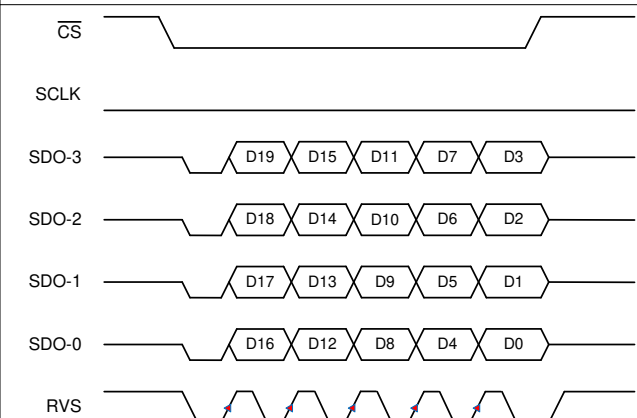 CS
SCLK
SDO-3 D19 D15 D11 D7 D3
SDO-2 D18 D14 D10 D6 D2
SDO-1 D17 D13 D9 D5 D1
SDO-0 D16 D12 D8 D4 D0
RVS